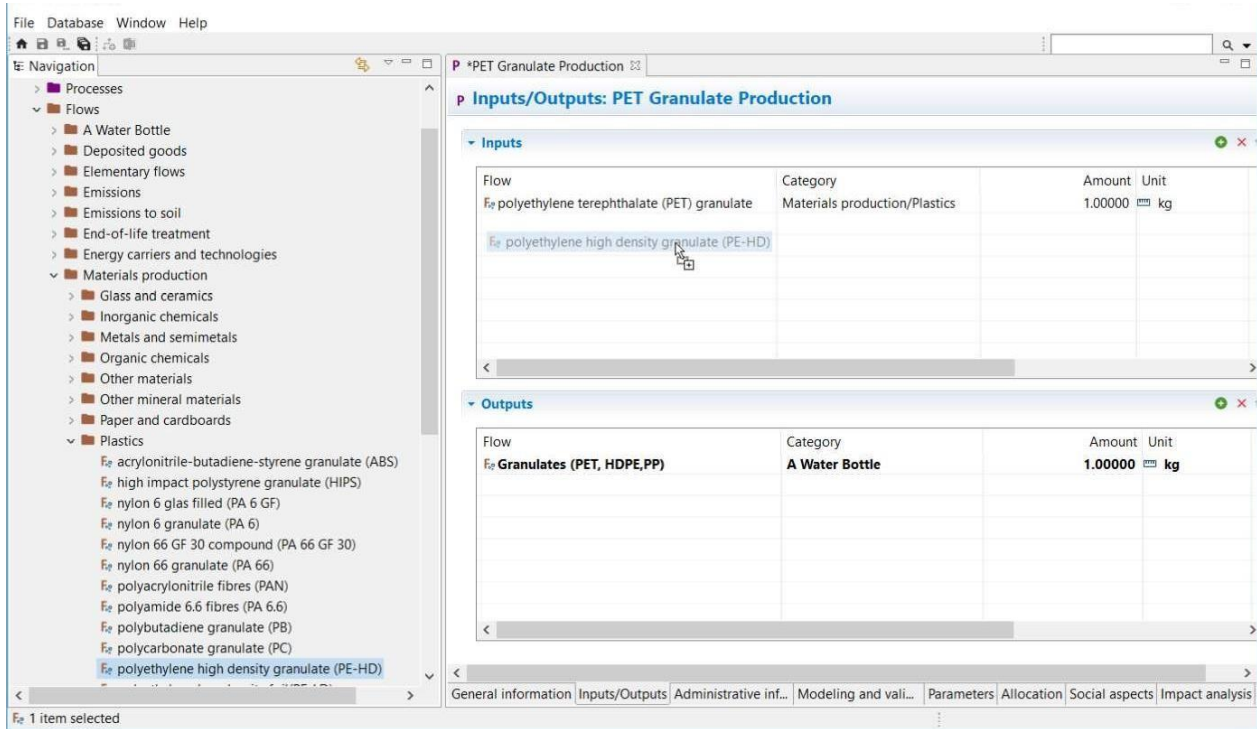 File Database Window Help
Navigation
Processes
Flows
A Water Bottle
Deposited goods
Elementary flows
Emissions
Emissions to soil
End-of-life treatment
Energy carriers and technologies
Materials production
Glass and ceramics
Inorganic chemicals
Metals and semimetals
Organic chemicals
Other materials
Other mineral materials
Paper and cardboards
Plastics
acrylonitrile-butadiene-styrene granulate (ABS)
high impact polystyrene granulate (HIPS)
nylon 6 glas filled (PA 6 GF)
nylon 6 granulate (PA 6)
nylon 66 GF 30 compound (PA 66 GF 30)
nylon 66 granulate (PA 66)
polyacrylonitrile fibres (PAN)
polyamide 6.6 fibres (PA 6.6)
polybutadiene granulate (PB)
polycarbonate granulate (PC)
polyethylene high density granulate (PE-HD)
1 item selected
P *PET Granulate Production
P Inputs/Outputs: PET Granulate Production
Inputs
Flow Category Amount Unit
polyethylene terephthalate (PET) granulate Materials production/Plastics 1.00000 kg
polyethylene high density granulate (PE-HD)
Outputs
Flow Category Amount Unit
Granulates (PET, HDPE,PP) A Water Bottle 1.00000 kg
General information Inputs/Outputs Administrative inf... Modeling and vali... Parameters Allocation Social aspects Impact analysis